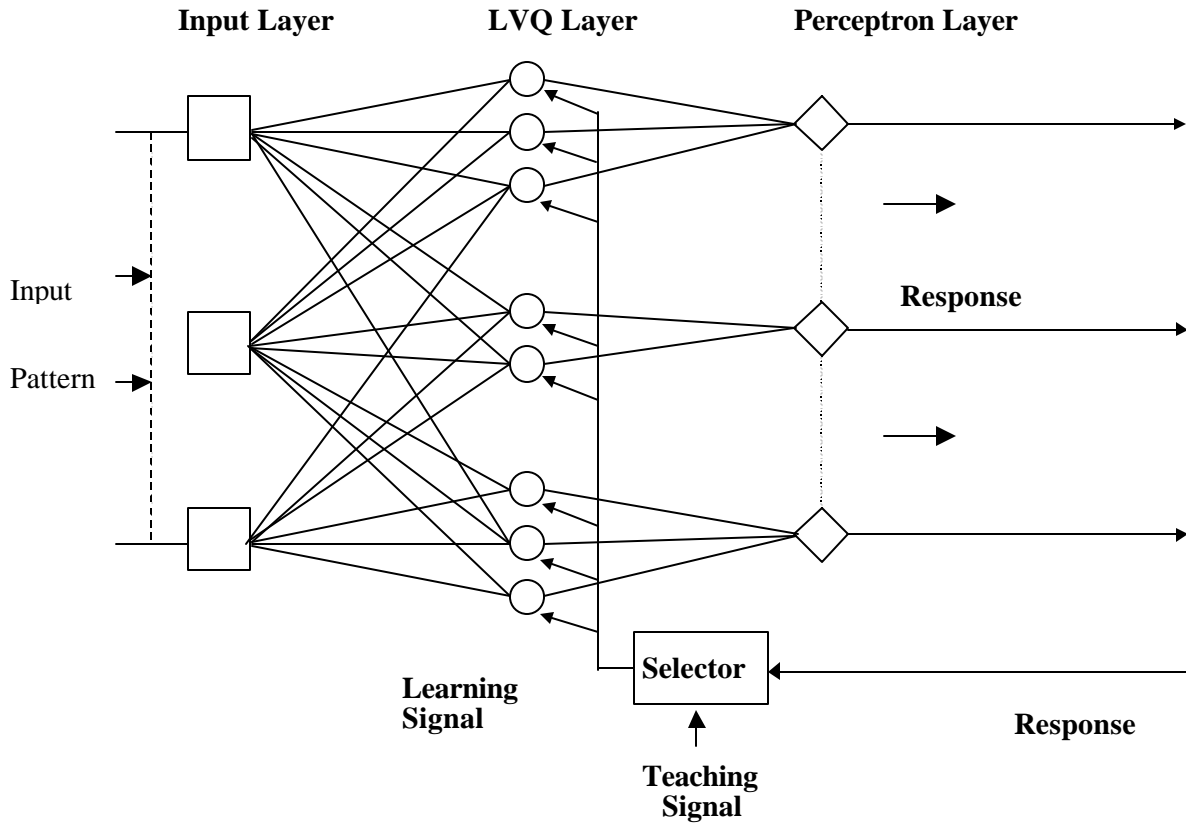 Input Layer
LVQ Layer
Perceptron Layer
Input
Response
Pattern
Selector
Learning
Signal
Response
Teaching
Signal